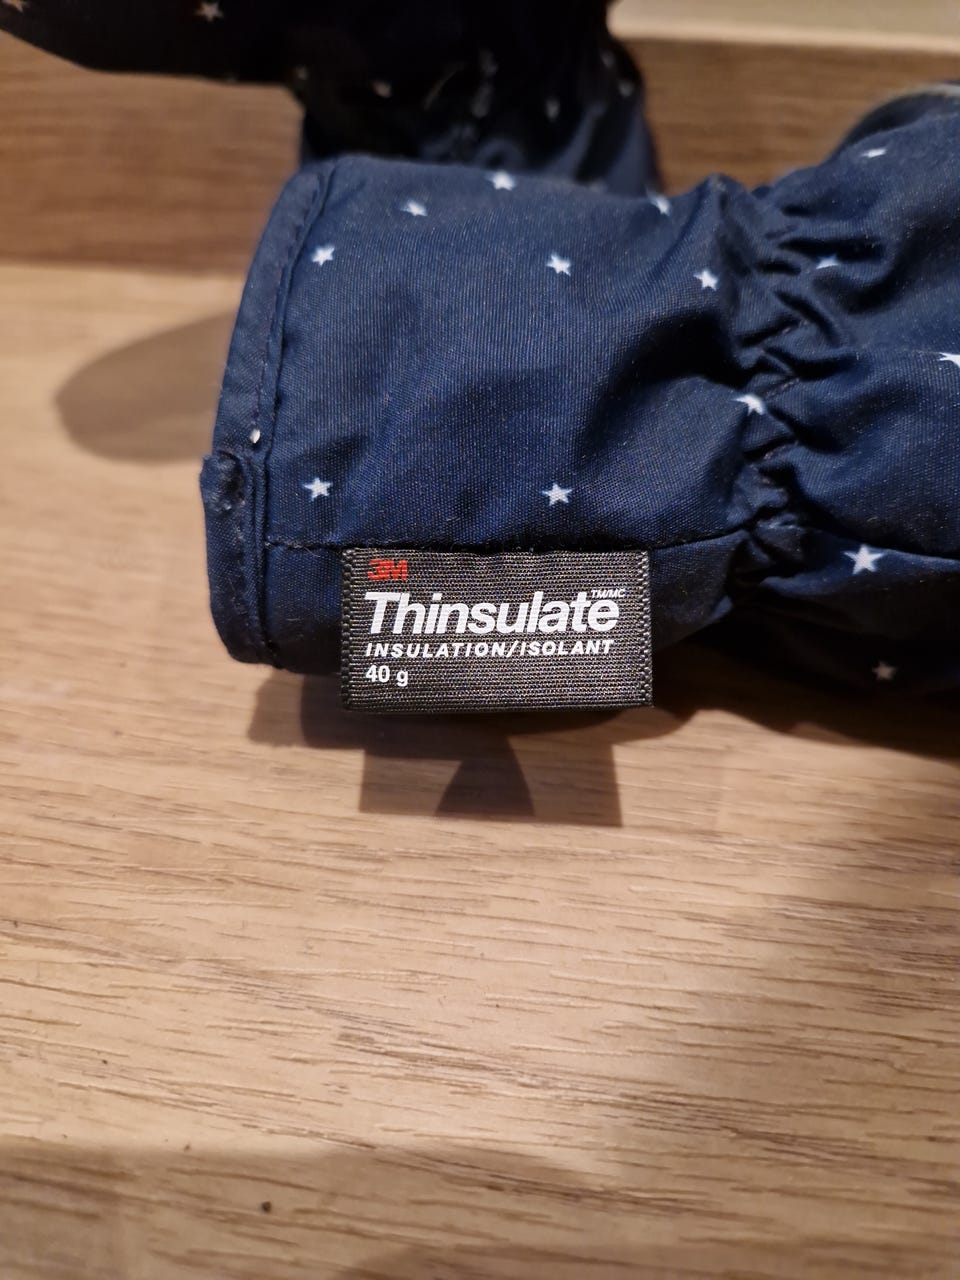 3M
Thinsulate TM/MC
INSULATION/ISOLANT
40 g